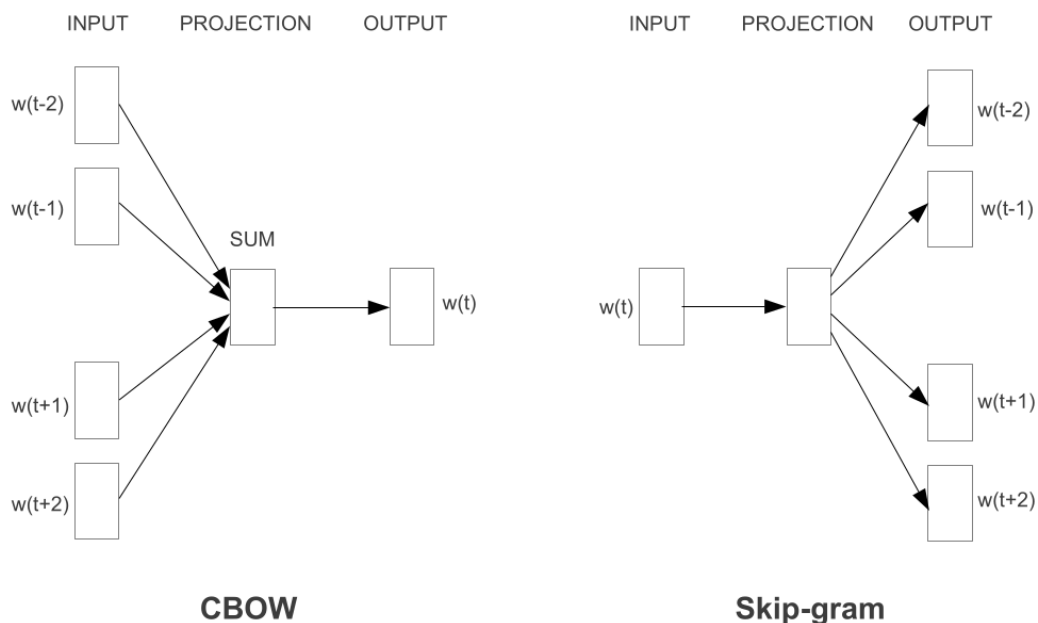 INPUT PROJECTION OUTPUT
w(t-2)
w(t-1)
SUM
w(t)
w(t+1)
w(t+2)
CBOW
INPUT PROJECTION OUTPUT
w(t-2)
w(t-1)
w(t)
w(t+1)
w(t+2)
Skip-gram